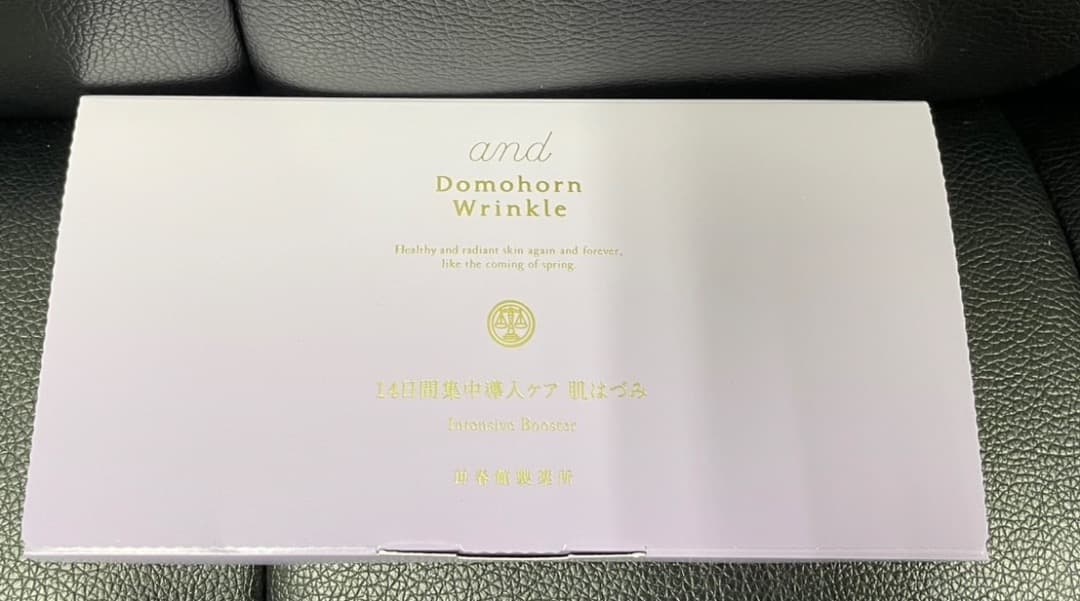 and
Domohorn
Wrinkle
Healthy and radiant skin again and forever,
like the coming of spring.
14日間集中導入ケア 肌はづみ
Intensive Booster
再春館製薬所